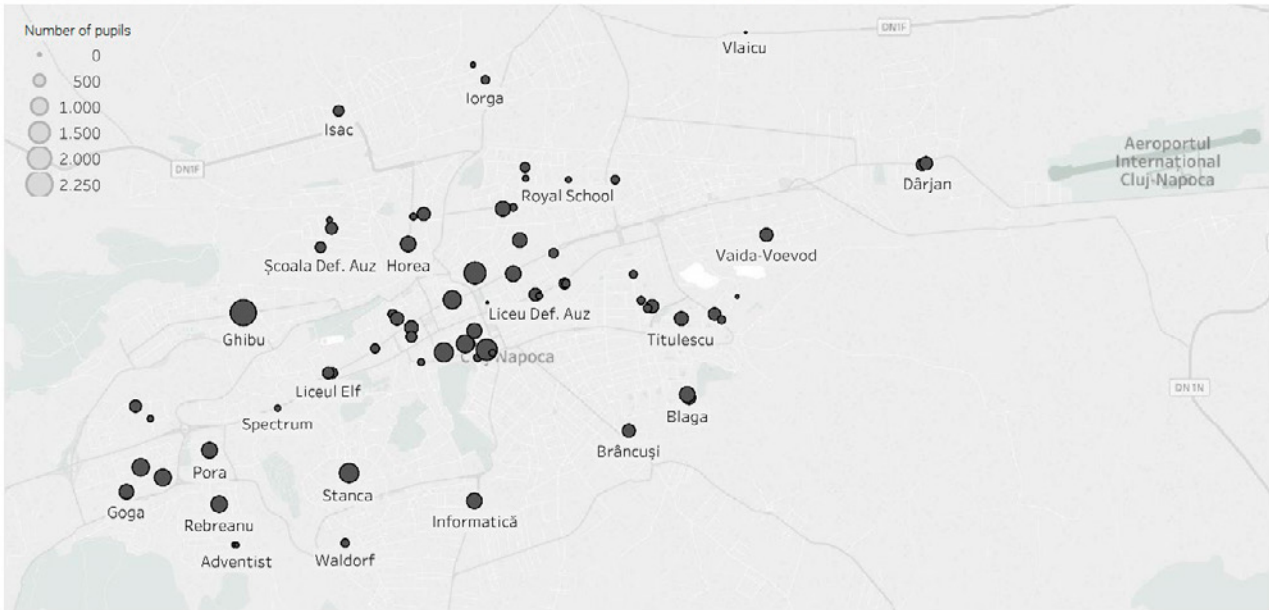 Number of pupils
0
500
1.000
1.500
2.000
2.250
DN1F
Vlaicu
Iorga
Isac
DN1F
Aeroportul
Internațional
Cluj-Napoca
Dârjan
Royal School
Școala Def. Auz
Horea
Vaida-Voevod
Liceu Def. Auz
Ghibu
Titulescu
Cluj-Napoca
Liceul Elf
DN1N
Spectrum
Blaga
Brâncuși
Pora
Stanca
Goga
Rebreanu
Informatică
Adventist
Waldorf